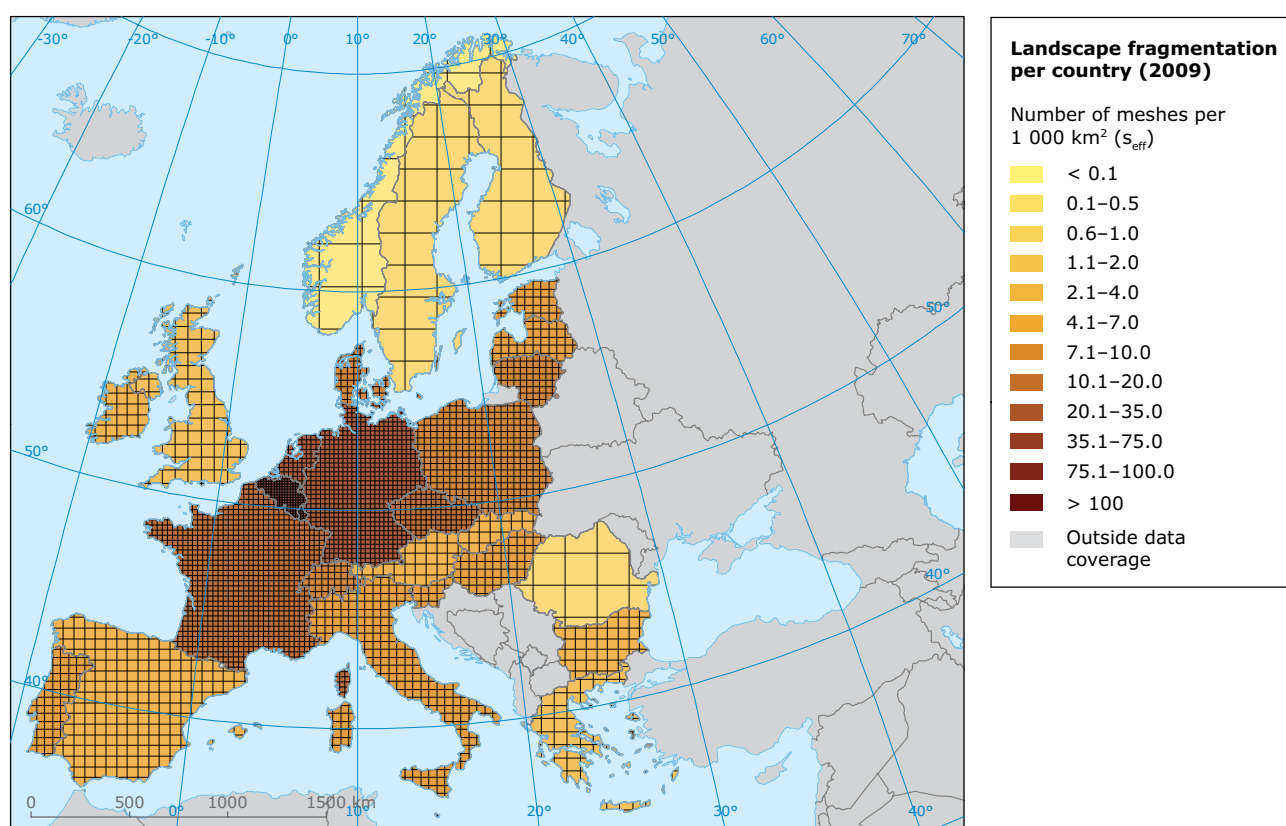 -30° -20° -10° 0° 10° 20° 30° 40° 50° 60° 70°
60°
50°
50°
40°
40°
0 500 1000 1500 km
0° 10° 20° 30° 40°
Landscape fragmentation
per country (2009)
Number of meshes per
1 000 km² (s_eff)
< 0.1
0.1–0.5
0.6–1.0
1.1–2.0
2.1–4.0
4.1–7.0
7.1–10.0
10.1–20.0
20.1–35.0
35.1–75.0
75.1–100.0
> 100
Outside data
coverage